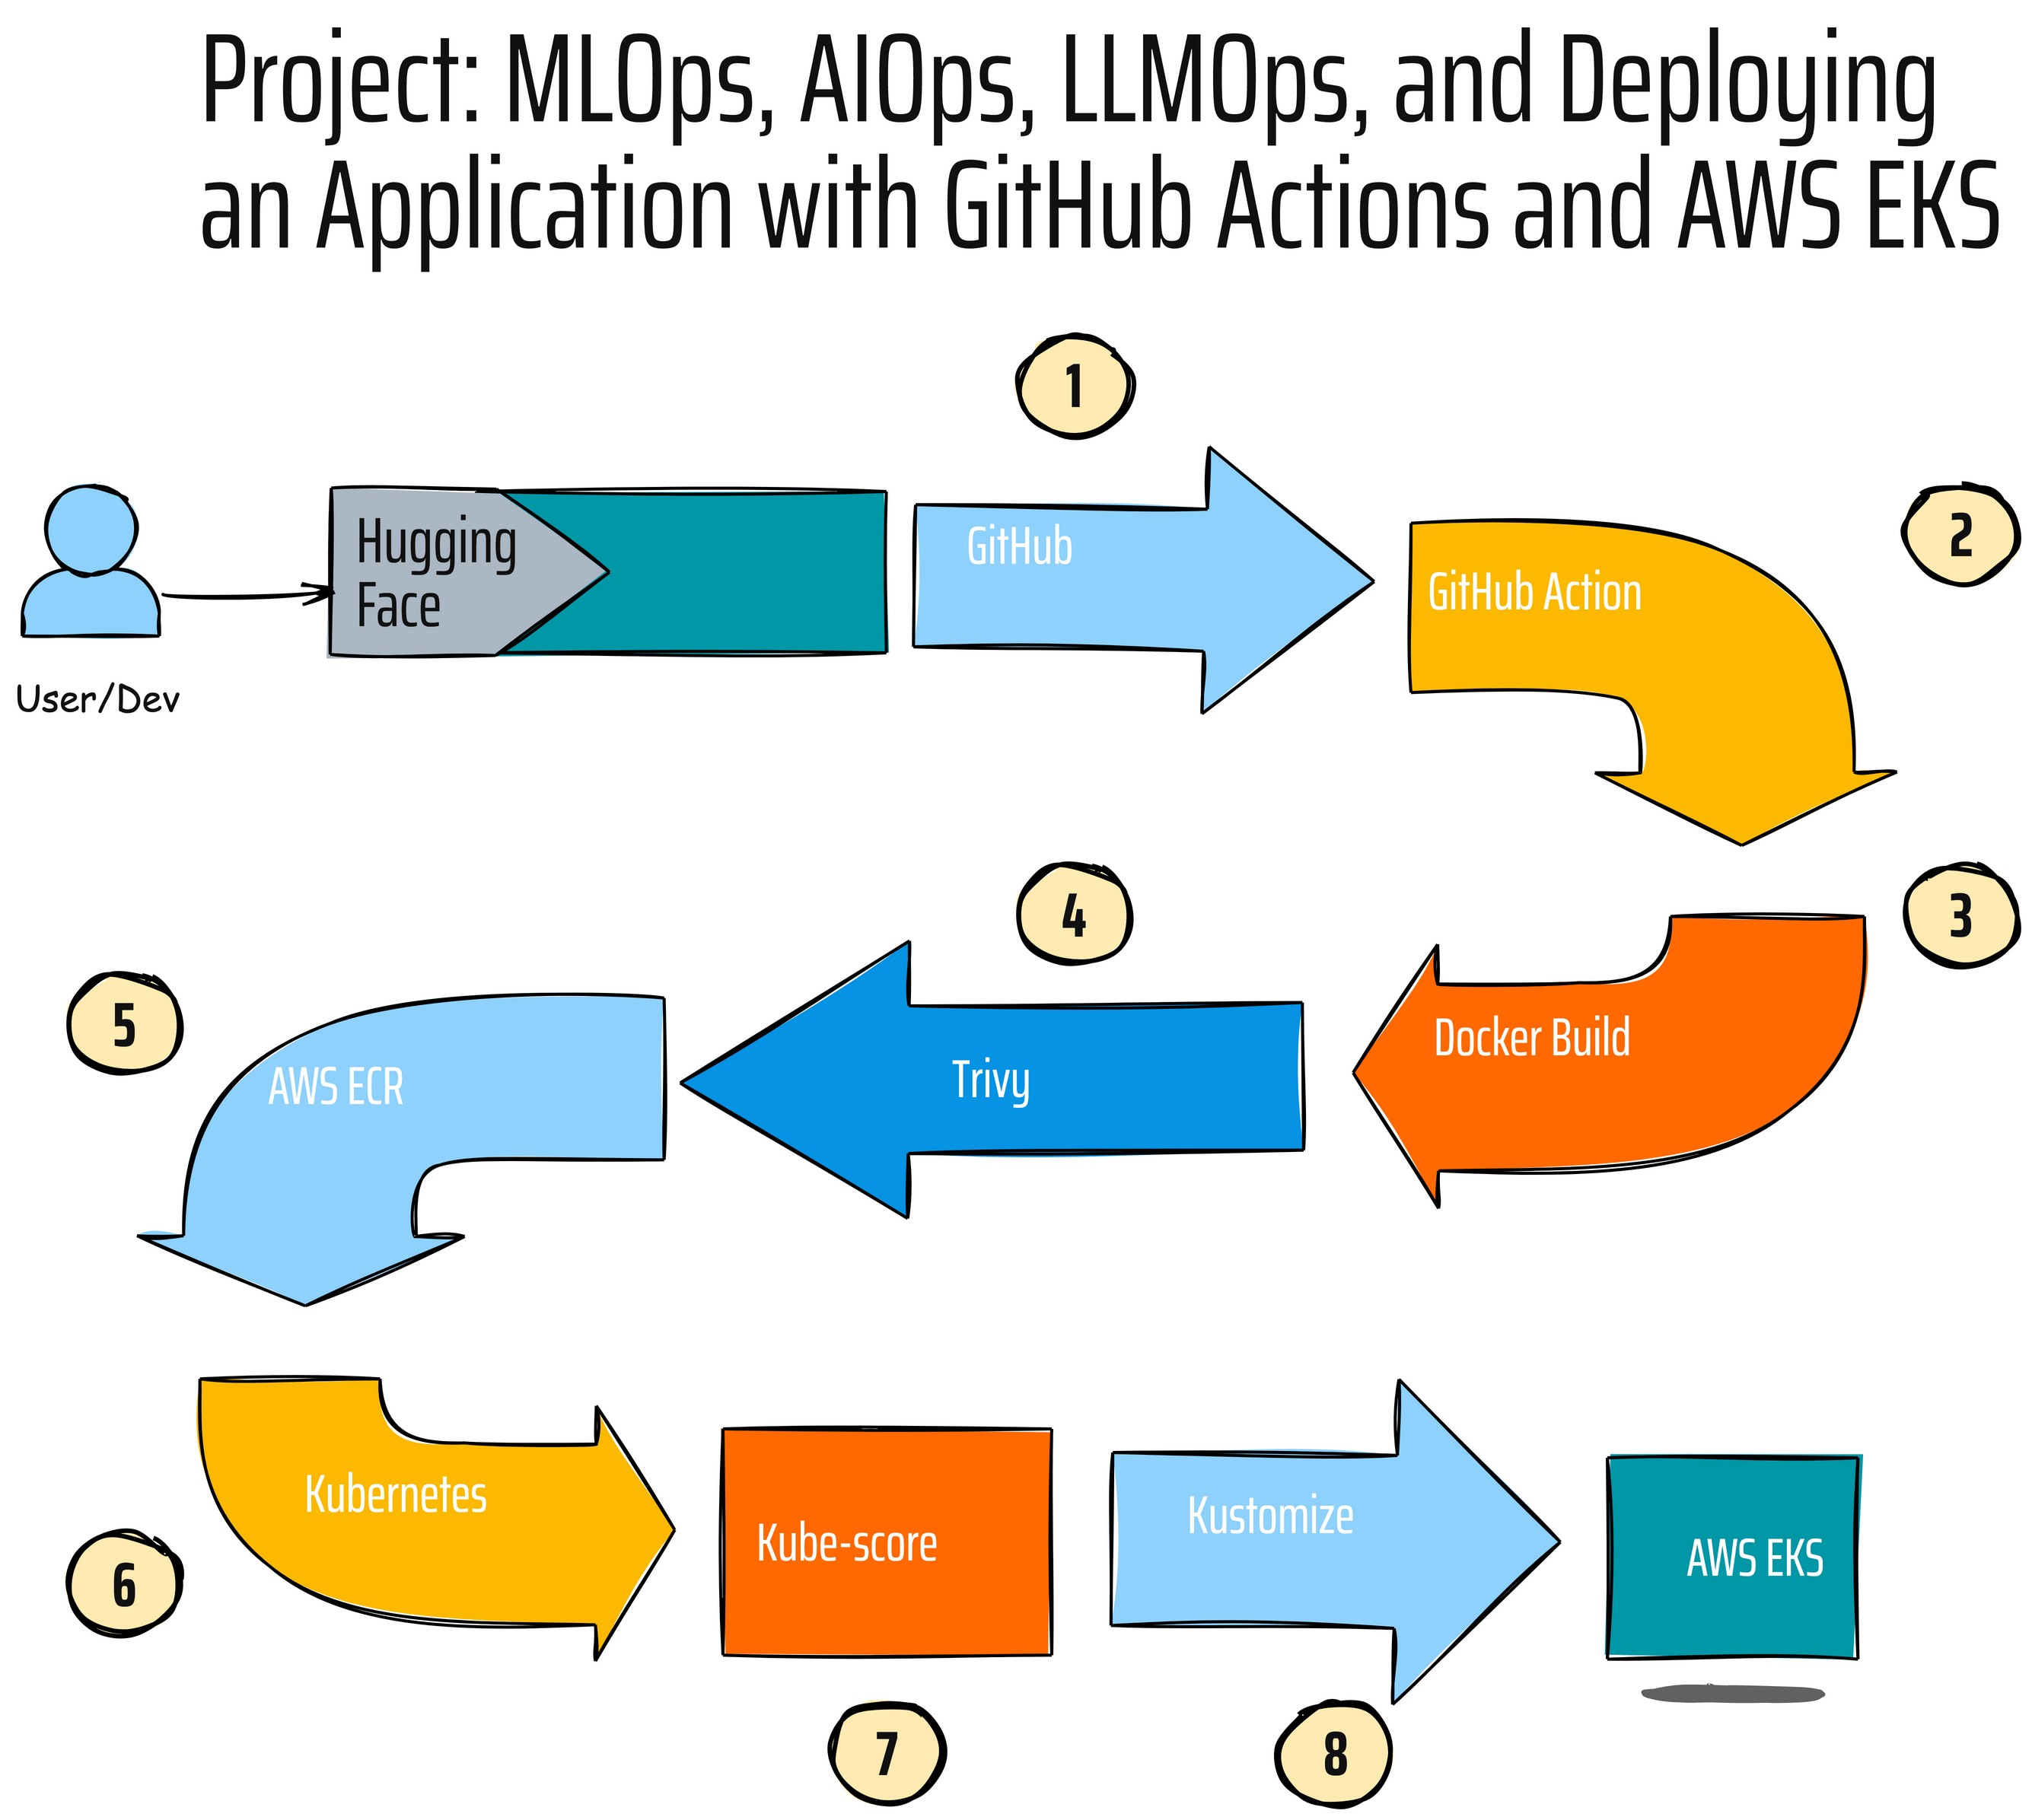 Project: MLOps, AIOps, LLMOps, and Deploying
an Application with GitHub Actions and AWS EKS
1
2
Hugging
Face
GitHub
GitHub Action
User/Dev
3
4
5
Docker Build
Trivy
AWS ECR
6
Kubernetes
Kube-score
Kustomize
AWS EKS
7
8